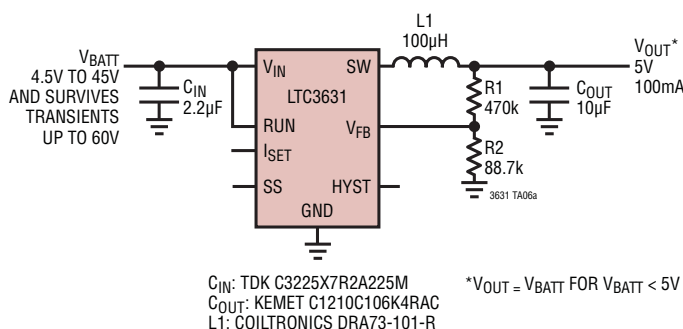 L1
100µH
VBATT
4.5V TO 45V
AND SURVIVES
TRANSIENTS
UP TO 60V
CIN
2.2µF
VIN
SW
LTC3631
RUN
VFB
ISET
SS
HYST
GND
R1
470k
R2
88.7k
COUT
10µF
VOUT*
5V
100mA
3631 TA06a
CIN: TDK C3225X7R2A225M
COUT: KEMET C1210C106K4RAC
L1: COILTRONICS DRA73-101-R
*VOUT = VBATT FOR VBATT < 5V